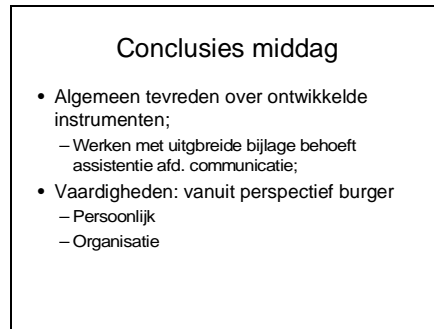 Conclusies middag
• Algemeen tevreden over ontwikkelde
instrumenten;
– Werken met uitgbreide bijlage behoeft
assistentie afd. communicatie;
• Vaardigheden: vanuit perspectief burger
– Persoonlijk
– Organisatie